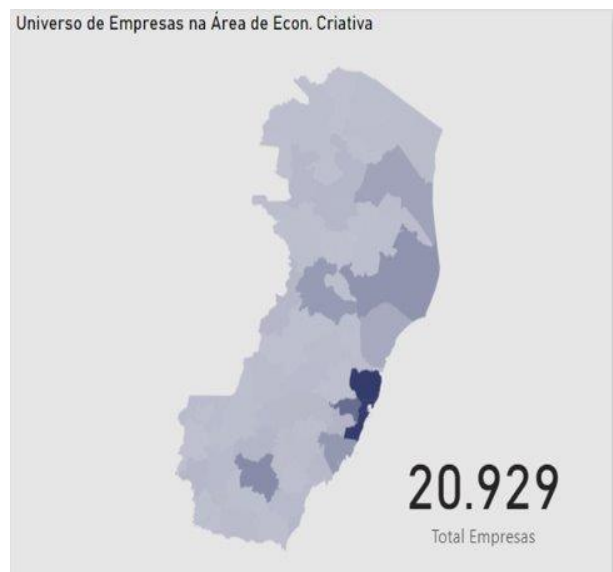 Universo de Empresas na Área de Econ. Criativa
20.929
Total Empresas